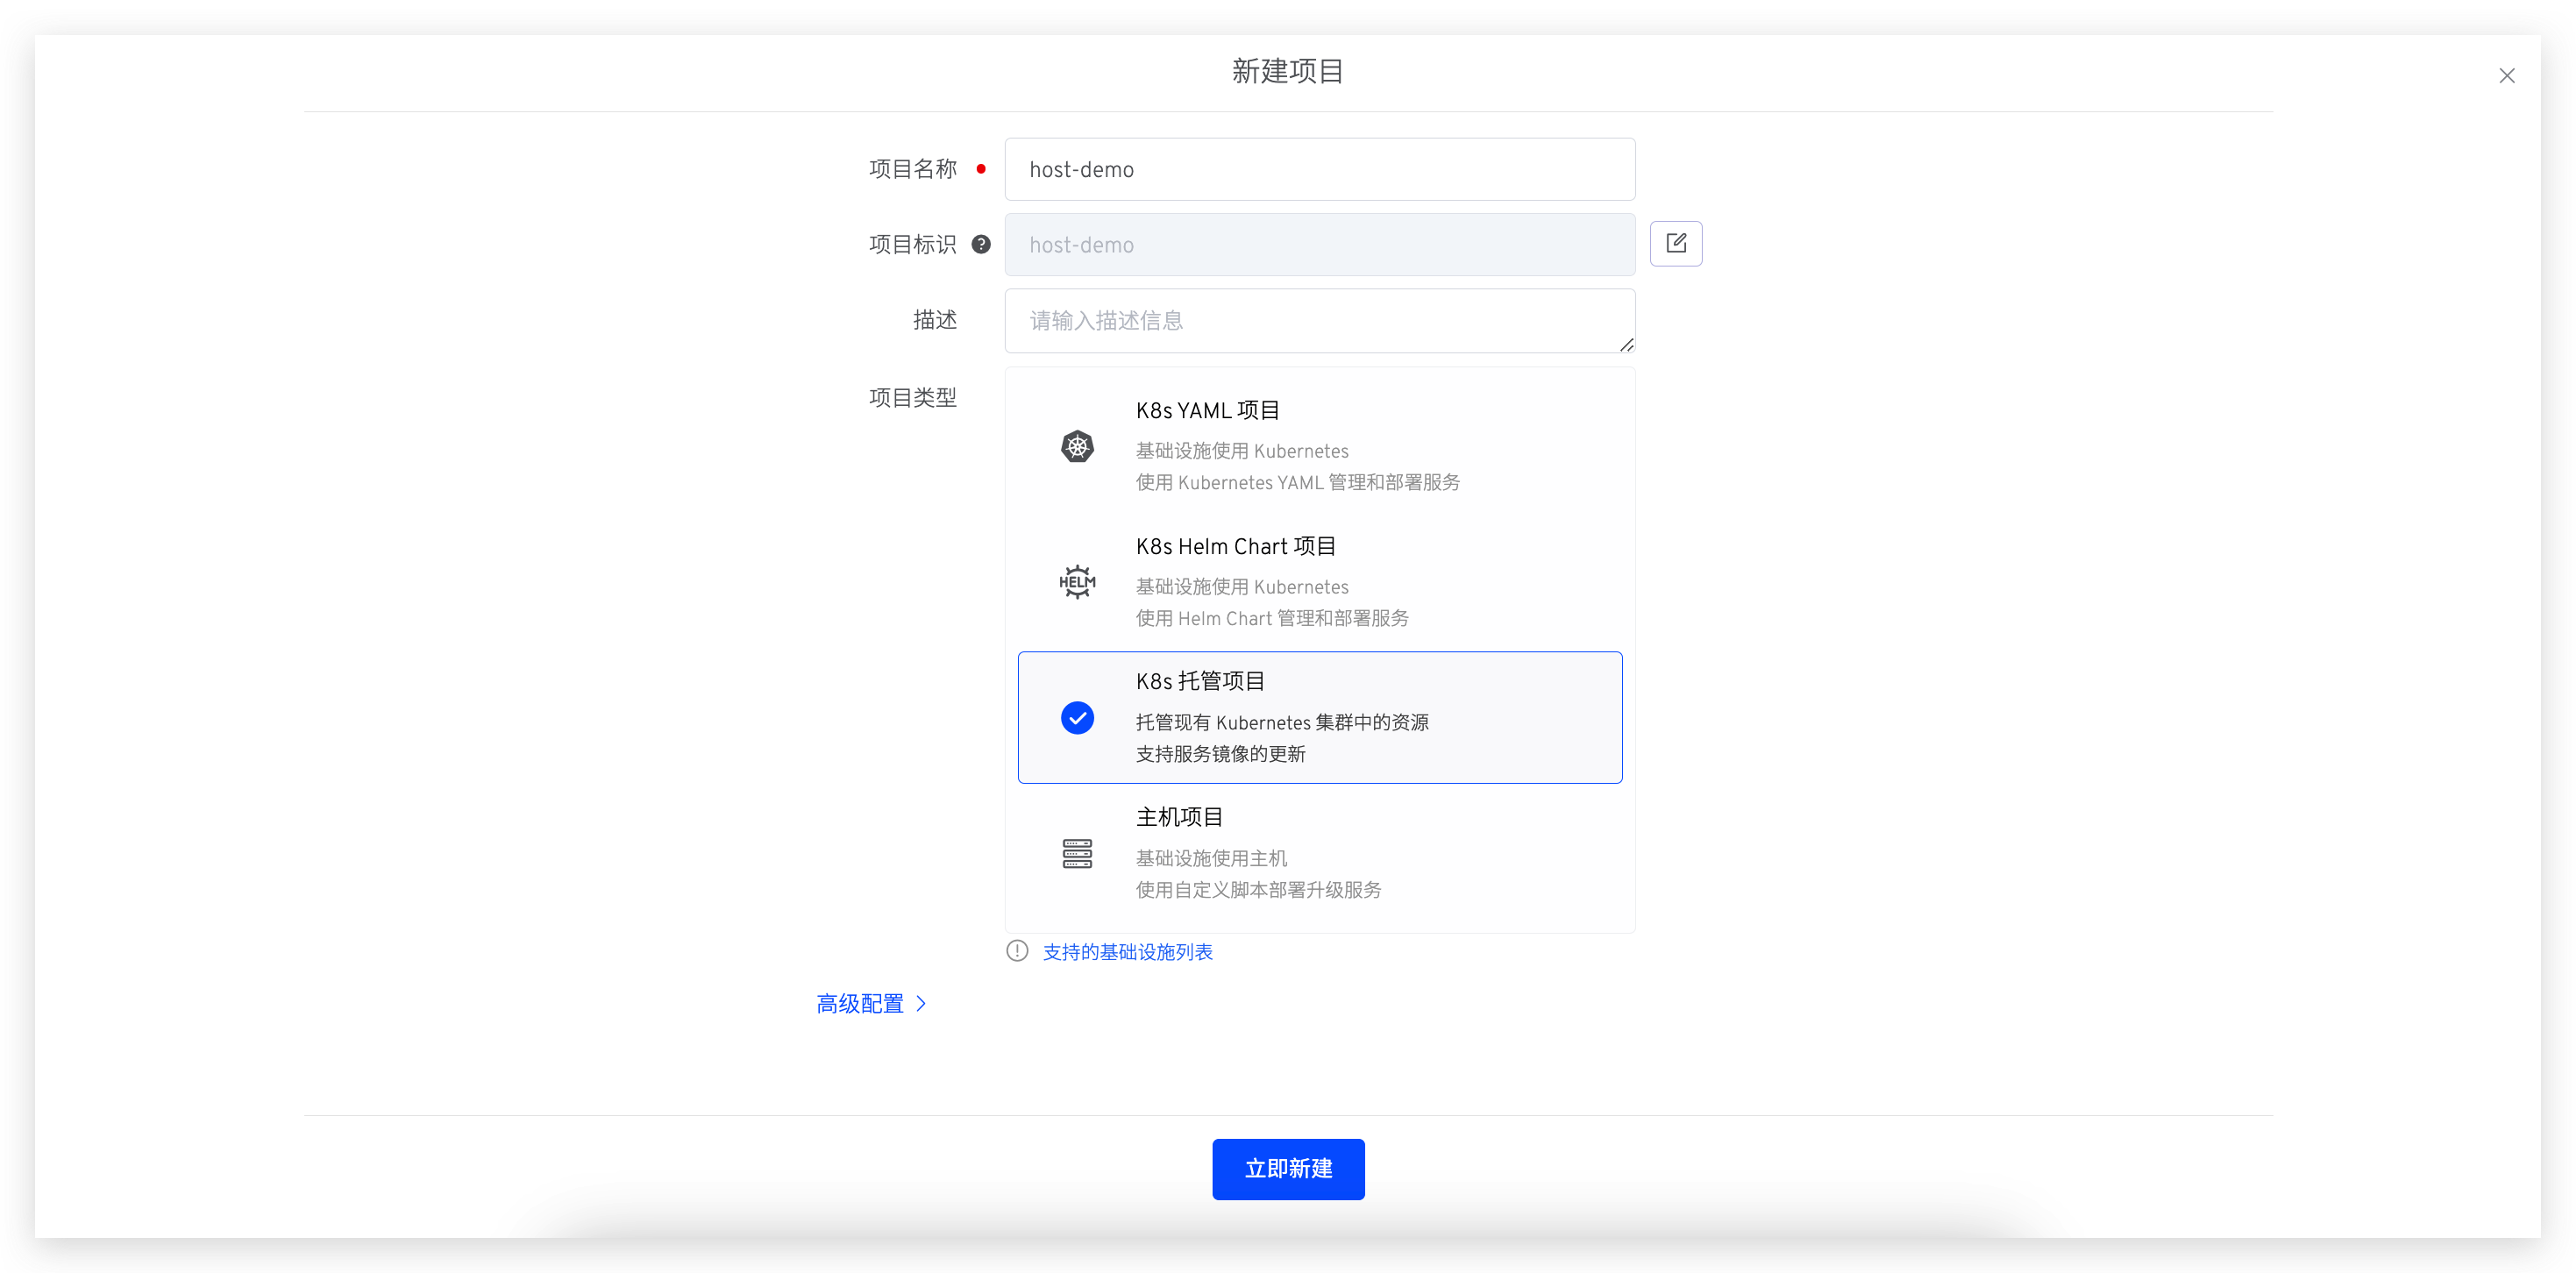 新建项目
项目名称
host-demo
项目标识
host-demo
描述
请输入描述信息
项目类型
K8s YAML 项目
基础设施使用 Kubernetes
使用 Kubernetes YAML 管理和部署服务
HELM
K8s Helm Chart 项目
基础设施使用 Kubernetes
使用 Helm Chart 管理和部署服务
K8s 托管项目
托管现有 Kubernetes 集群中的资源
支持服务镜像的更新
主机项目
基础设施使用主机
使用自定义脚本部署升级服务
支持的基础设施列表
高级配置
立即新建